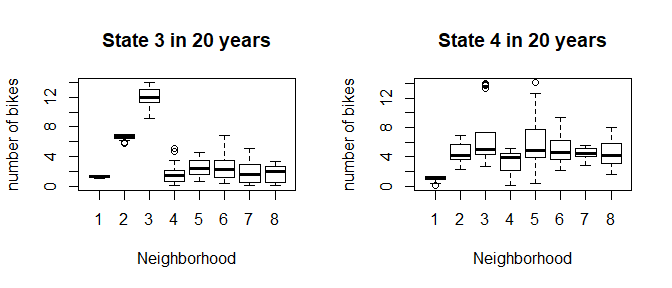 State 3 in 20 years
number of bikes
0 4 8 12
1 2 3 4 5 6 7 8
Neighborhood
State 4 in 20 years
number of bikes
0 4 8 12
1 2 3 4 5 6 7 8
Neighborhood